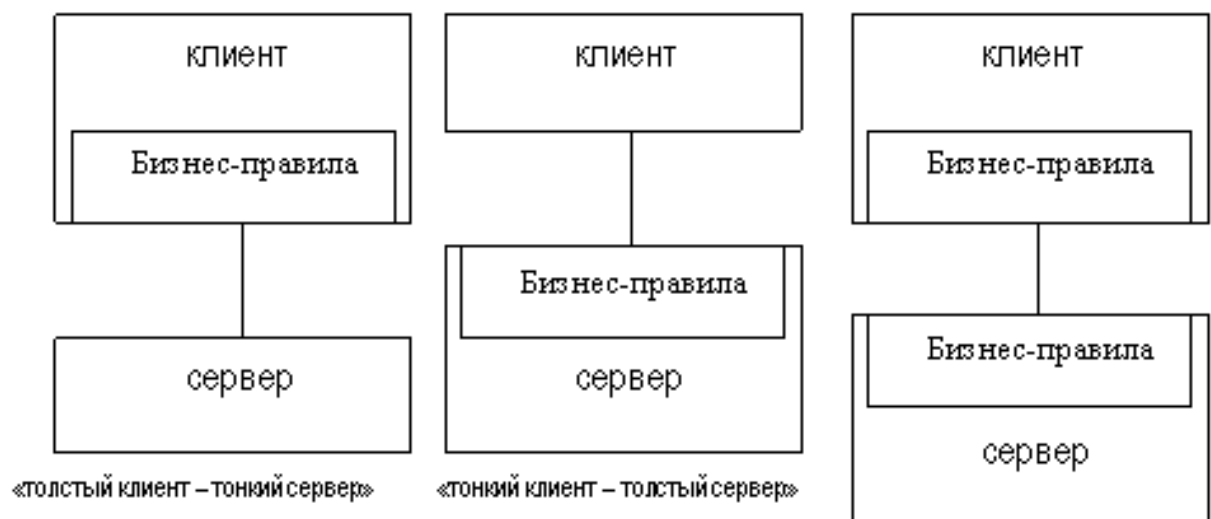 клиент
Бизнес-правила
сервер
«толстый клиент – тонкий сервер»
клиент
Бизнес-правила
сервер
«тонкий клиент – толстый сервер»
клиент
Бизнес-правила
Бизнес-правила
сервер